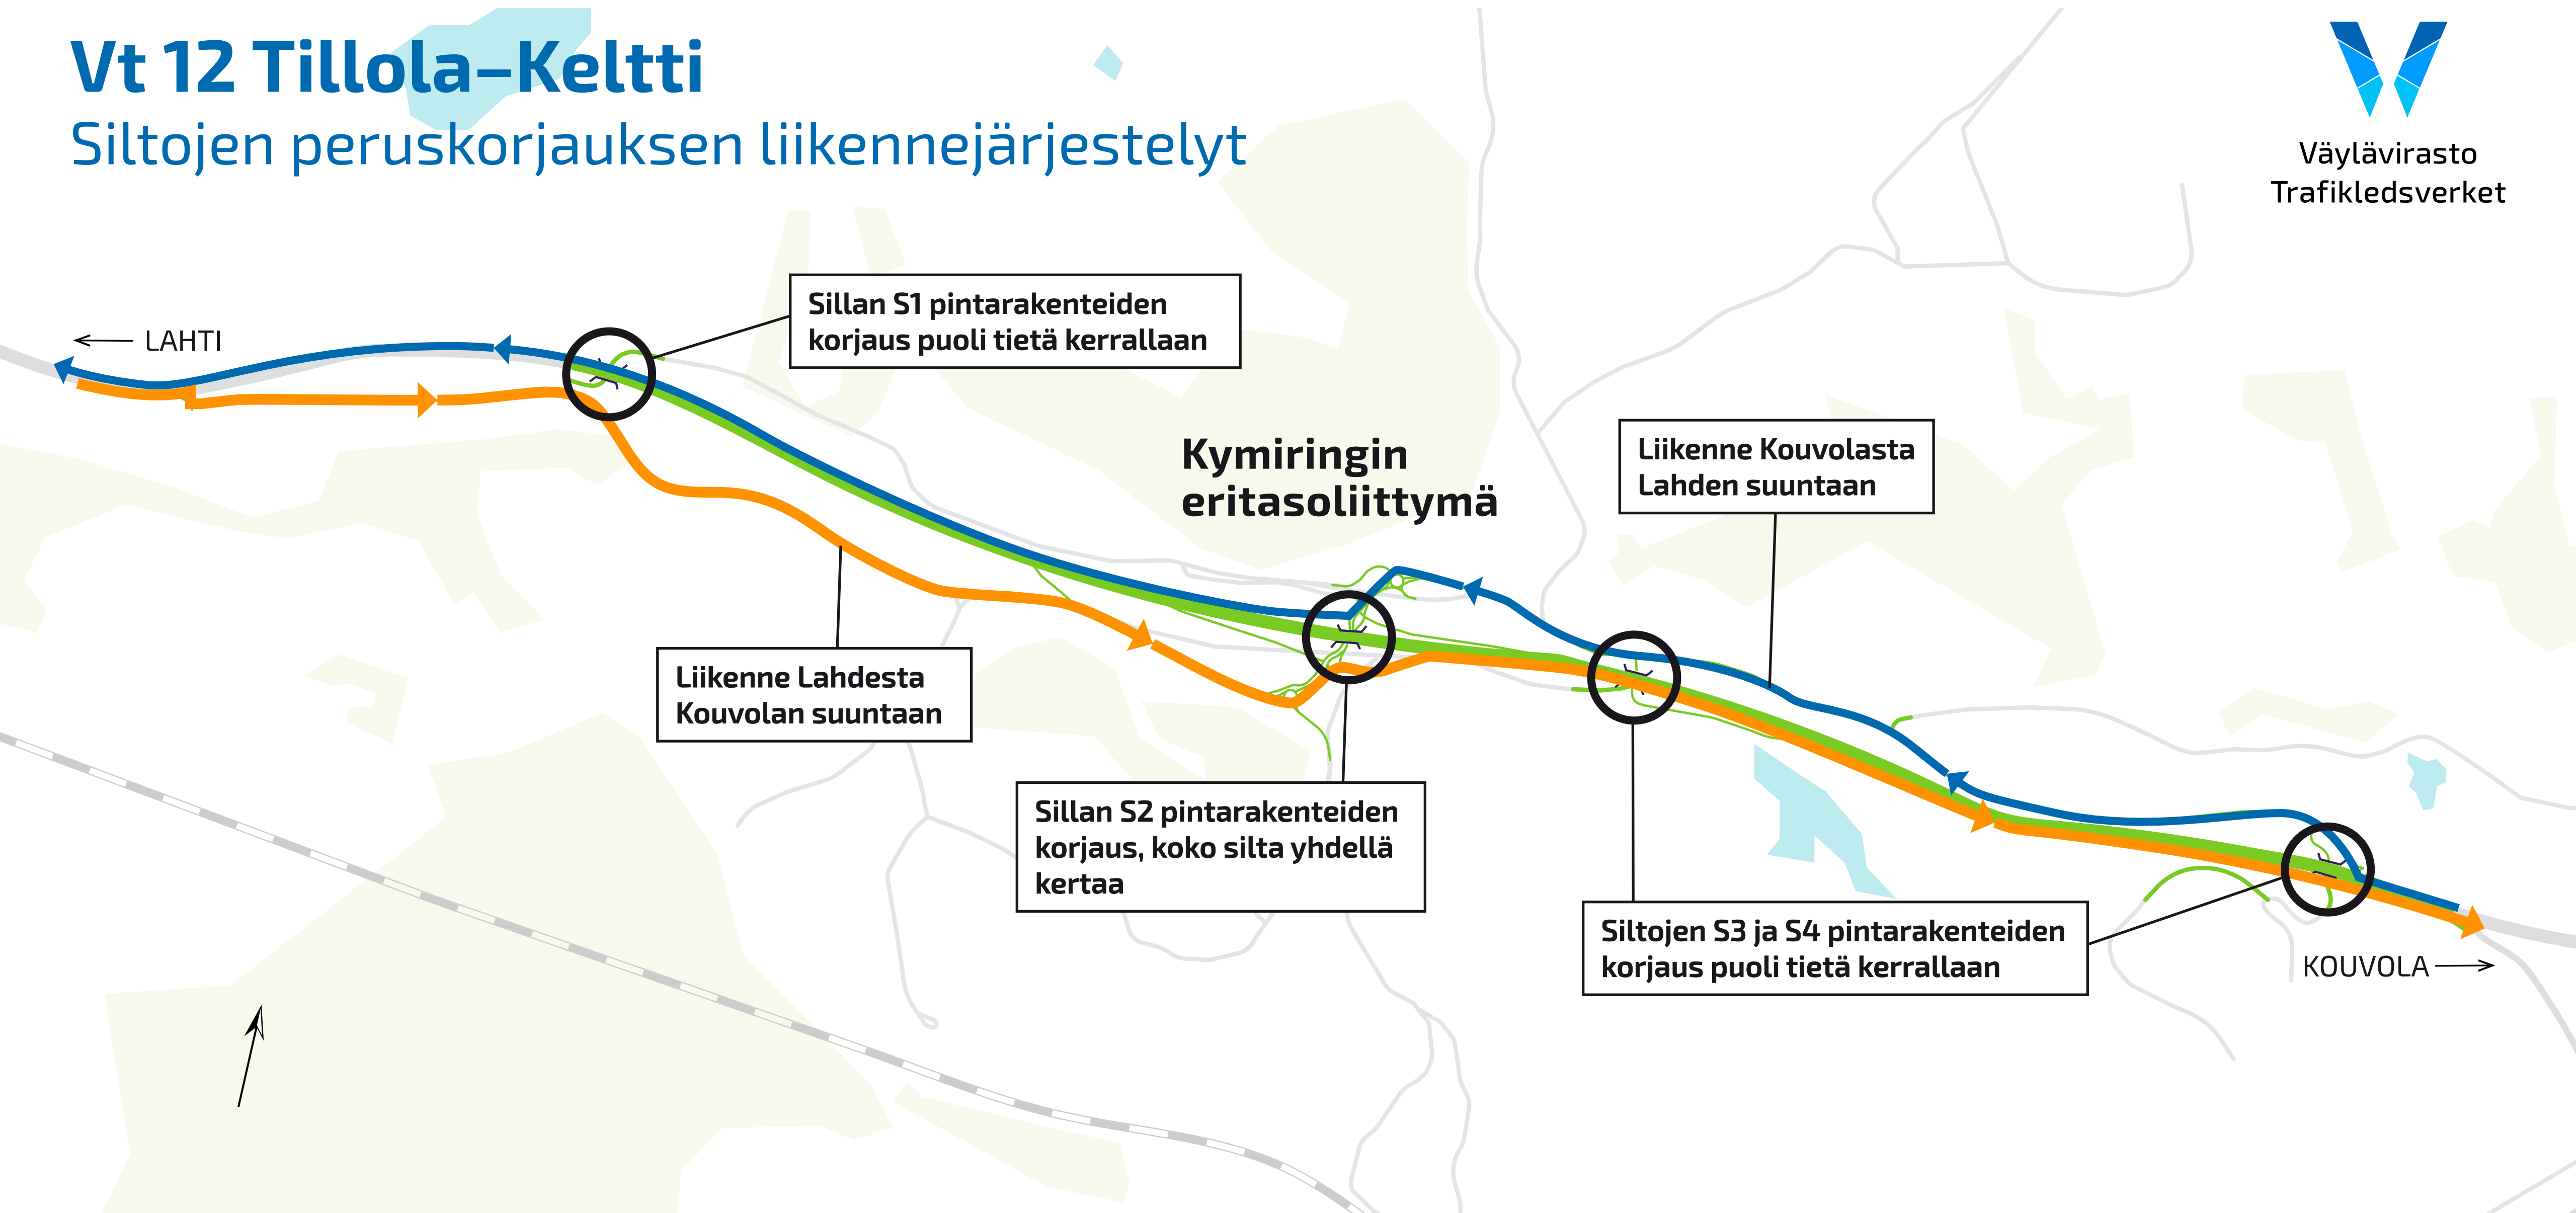 Vt 12 Tillola–Keltti
Siltojen peruskorjauksen liikennejärjestelyt
Väylävirasto
Trafikledsverket
LAHTI
Sillan S1 pintarakenteiden
korjaus puoli tietä kerrallaan
Kymiringin
eritasoliittymä
Liikenne Kouvolasta
Lahden suuntaan
Liikenne Lahdesta
Kouvolan suuntaan
Sillan S2 pintarakenteiden
korjaus, koko silta yhdellä
kertaa
Siltojen S3 ja S4 pintarakenteiden
korjaus puoli tietä kerrallaan
KOUVOLA